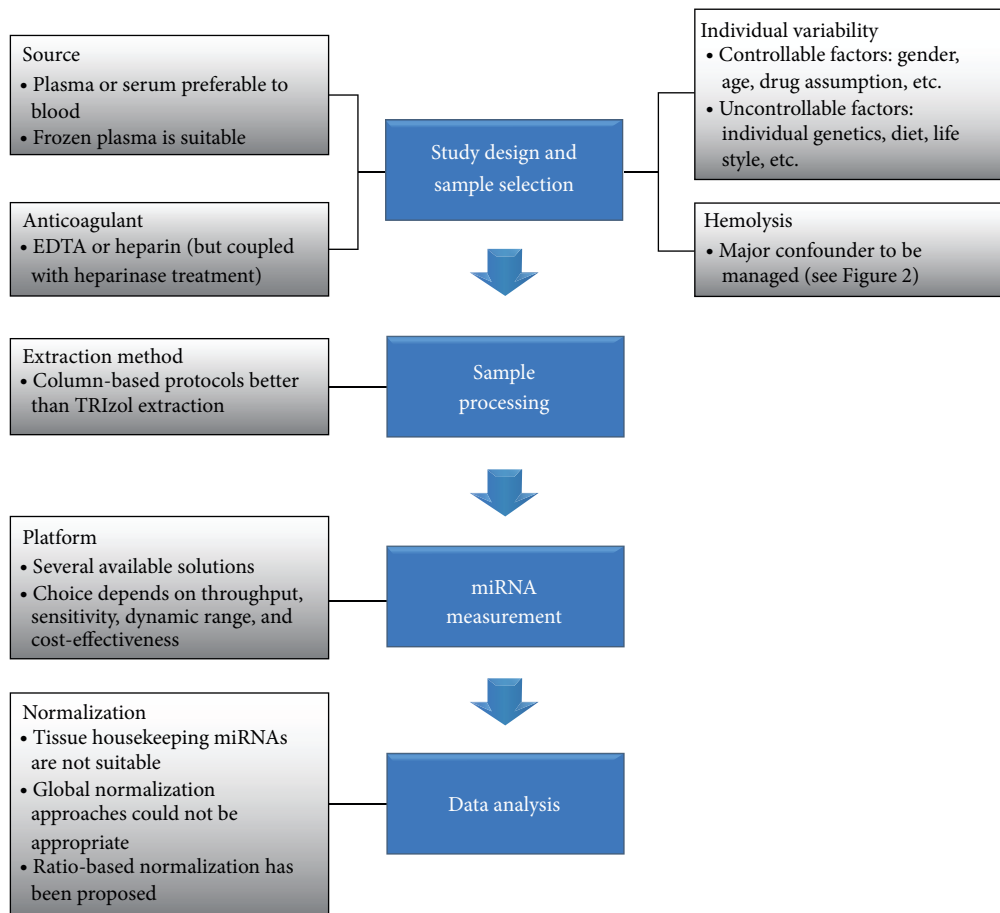 Source
• Plasma or serum preferable to
blood
• Frozen plasma is suitable
Anticoagulant
• EDTA or heparin (but coupled
with heparinase treatment)
Study design and
sample selection
Individual variability
• Controllable factors: gender,
age, drug assumption, etc.
• Uncontrollable factors:
individual genetics, diet, life
style, etc.
Hemolysis
• Major confounder to be
managed (see Figure 2)
Extraction method
• Column-based protocols better
than TRIzol extraction
Sample
processing
Platform
• Several available solutions
• Choice depends on throughput,
sensitivity, dynamic range, and
cost-effectiveness
miRNA
measurement
Normalization
• Tissue housekeeping miRNAs
are not suitable
• Global normalization
approaches could not be
appropriate
• Ratio-based normalization has
been proposed
Data analysis